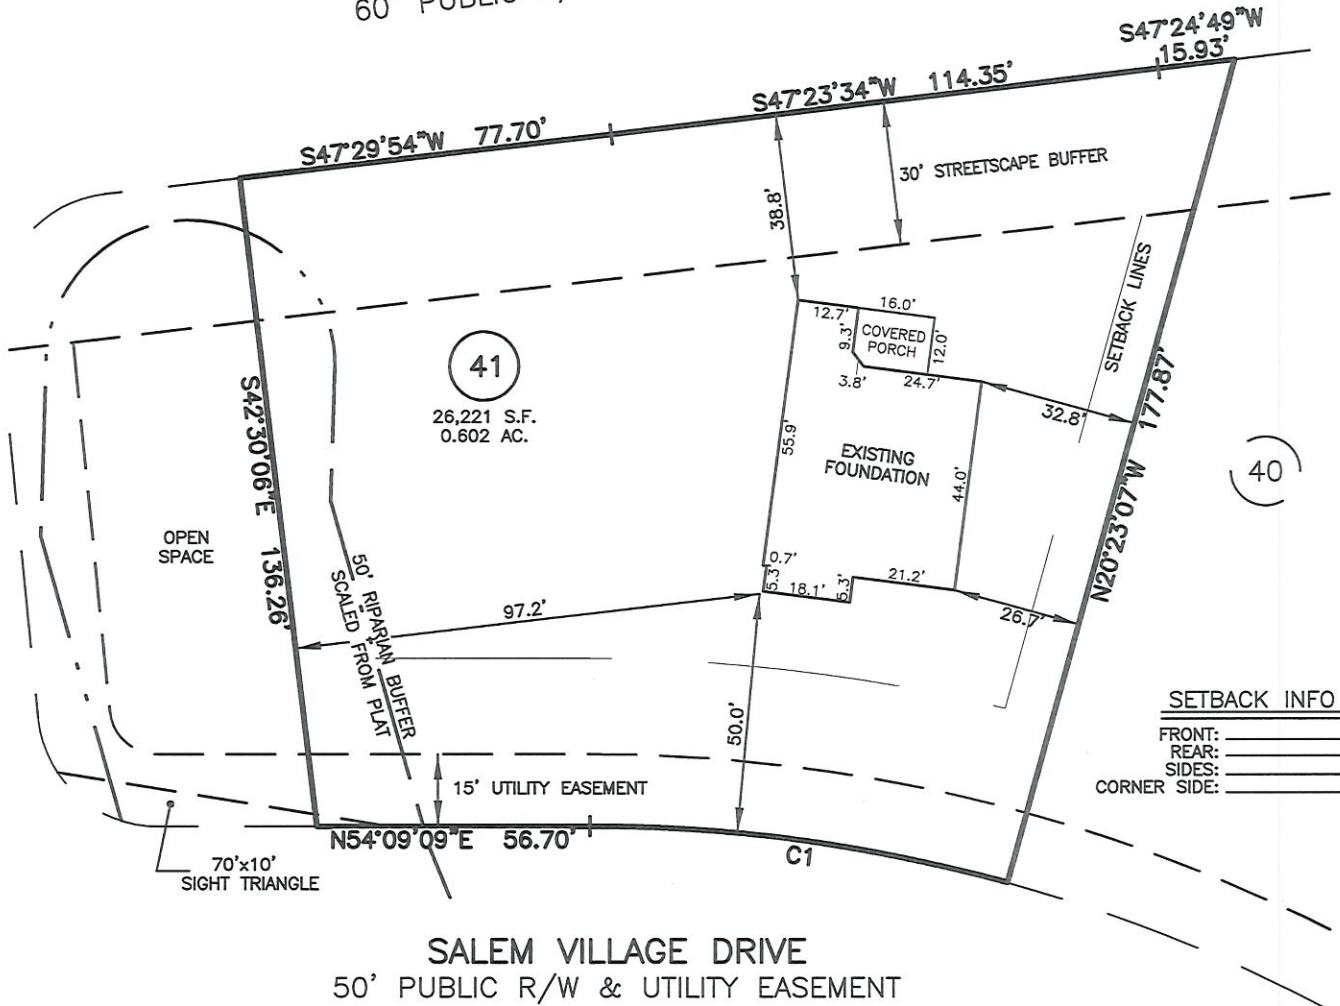 60' PUBLIC
S47°24'49"W
15.93'
S47°23'34"W 114.35'
S47°29'54"W 77.70'
30' STREETSCAPE BUFFER
38.8'
SETBACK LINES
16.0'
12.7'
9.3'
COVERED
PORCH
12.0'
41
26,221 S.F.
0.602 AC.
3.8'
24.7'
32.8'
N20°23'07"W 177.87'
40
S42°30'06"E 136.26'
55.9'
EXISTING
FOUNDATION
44.0'
OPEN
SPACE
50' RIPARIAN BUFFER
SCALED FROM PLAT
0.7'
5.3'
18.1'
5.3'
21.2'
97.2'
26.7'
50.0'
SETBACK INFO
FRONT:
REAR:
SIDES:
CORNER SIDE:
15' UTILITY EASEMENT
N54°09'09"E 56.70'
C1
70'x10'
SIGHT TRIANGLE
SALEM VILLAGE DRIVE
50' PUBLIC R/W & UTILITY EASEMENT